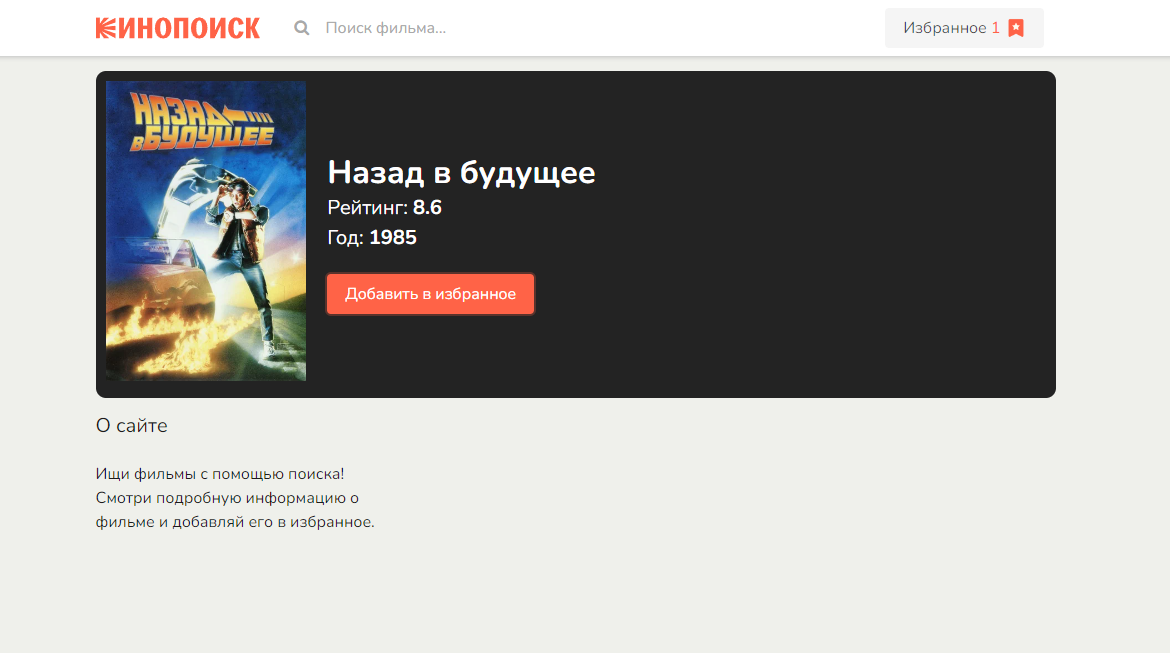 КИНОПОИСК
Поиск фильма...
Избранное 1
НАЗАД
В БУДУЩЕЕ
Назад в будущее
Рейтинг: 8.6
Год: 1985
Добавить в избранное
О сайте
Ищи фильмы с помощью поиска!
Смотри подробную информацию о
фильме и добавляй его в избранное.